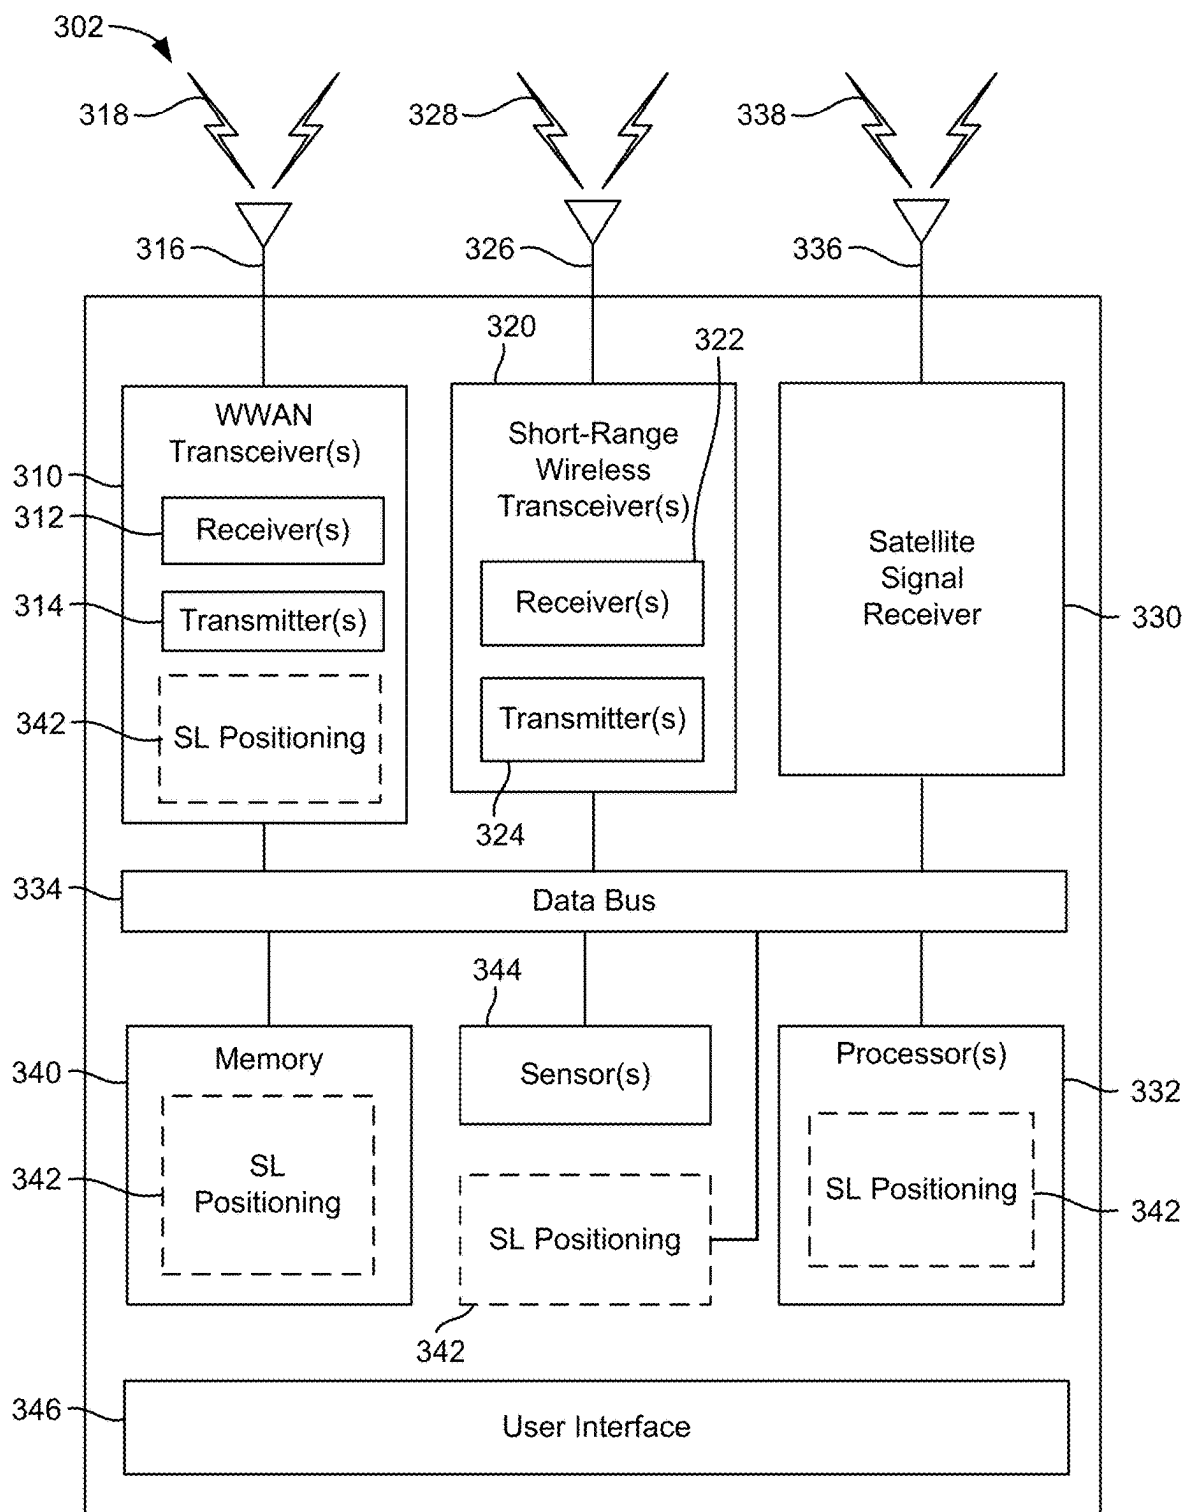 302
318
328
338
316
326
336
320
322
WWAN
Transceiver(s)
Short-Range
Wireless
Transceiver(s)
310
312
Receiver(s)
Satellite
Signal
Receiver
314
Transmitter(s)
Receiver(s)
330
342
SL Positioning
Transmitter(s)
324
334
Data Bus
344
340
Memory
Sensor(s)
Processor(s)
332
342
SL
Positioning
SL Positioning
SL Positioning
342
342
346
User Interface